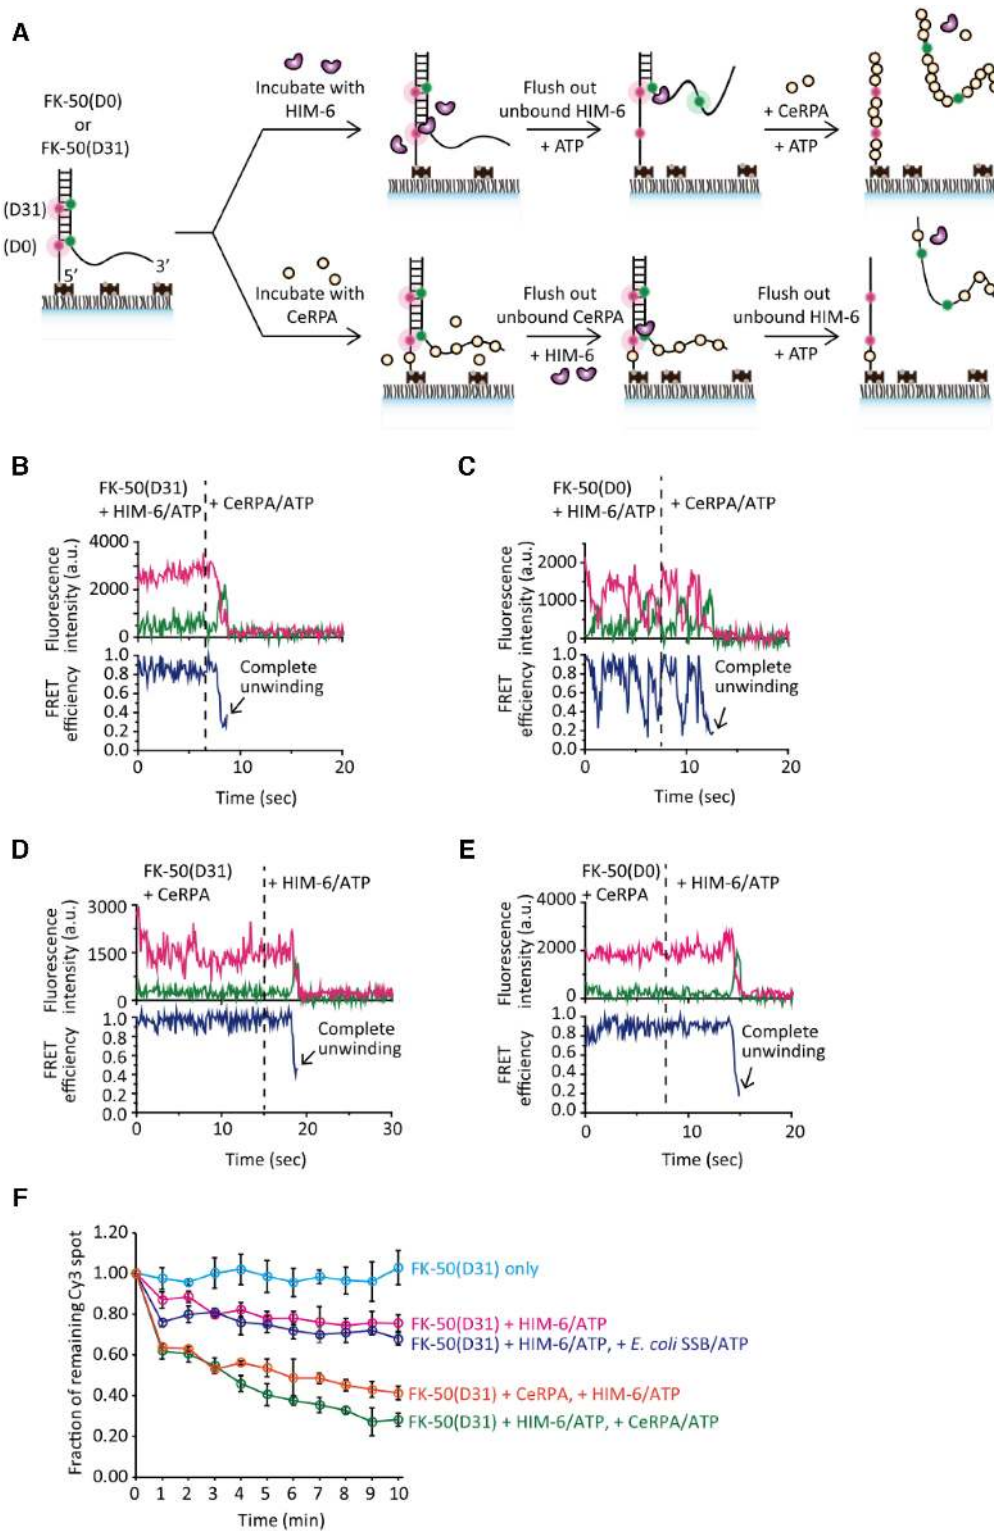 A
FK-50(D0)
or
FK-50(D31)
(D31)
(D0)
5'
3'
Incubate with
HIM-6
Flush out
unbound HIM-6
+ ATP
+ CeRPA
+ ATP
Incubate with
CeRPA
Flush out
unbound CeRPA
+ HIM-6
Flush out
unbound HIM-6
+ ATP
B
FK-50(D31)
+ HIM-6/ATP
+ CeRPA/ATP
Fluorescence
intensity (a.u.)
4000
2000
0
FRET
efficiency
1.0
0.8
0.6
0.4
0.2
0.0
Complete
unwinding
0
10
20
Time (sec)
C
FK-50(D0)
+ HIM-6/ATP
+ CeRPA/ATP
Fluorescence
intensity (a.u.)
2000
1000
0
FRET
efficiency
1.0
0.8
0.6
0.4
0.2
0.0
Complete
unwinding
0
10
20
Time (sec)
D
FK-50(D31)
+ CeRPA
+ HIM-6/ATP
Fluorescence
intensity (a.u.)
3000
1500
0
FRET
efficiency
1.0
0.8
0.6
0.4
0.2
0.0
Complete
unwinding
0
10
20
30
Time (sec)
E
FK-50(D0)
+ CeRPA
+ HIM-6/ATP
Fluorescence
intensity (a.u.)
4000
2000
0
FRET
efficiency
1.0
0.8
0.6
0.4
0.2
0.0
Complete
unwinding
0
10
20
Time (sec)
F
Fraction of remaining Cy3 spot
1.20
1.00
0.80
0.60
0.40
0.20
0.00
FK-50(D31) only
FK-50(D31) + HIM-6/ATP
FK-50(D31) + HIM-6/ATP, + E. coli SSB/ATP
FK-50(D31) + CeRPA, + HIM-6/ATP
FK-50(D31) + HIM-6/ATP, + CeRPA/ATP
0 1 2 3 4 5 6 7 8 9 10
Time (min)